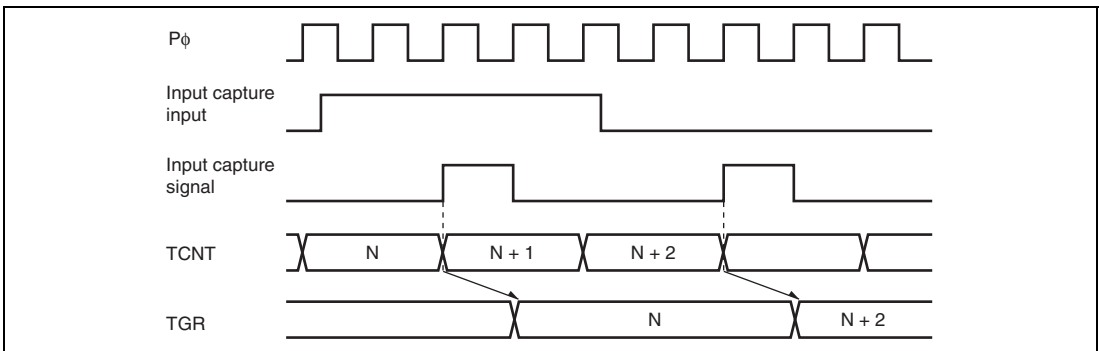 Pϕ
Input capture
input
Input capture
signal
TCNT
N
N + 1
N + 2
TGR
N
N + 2